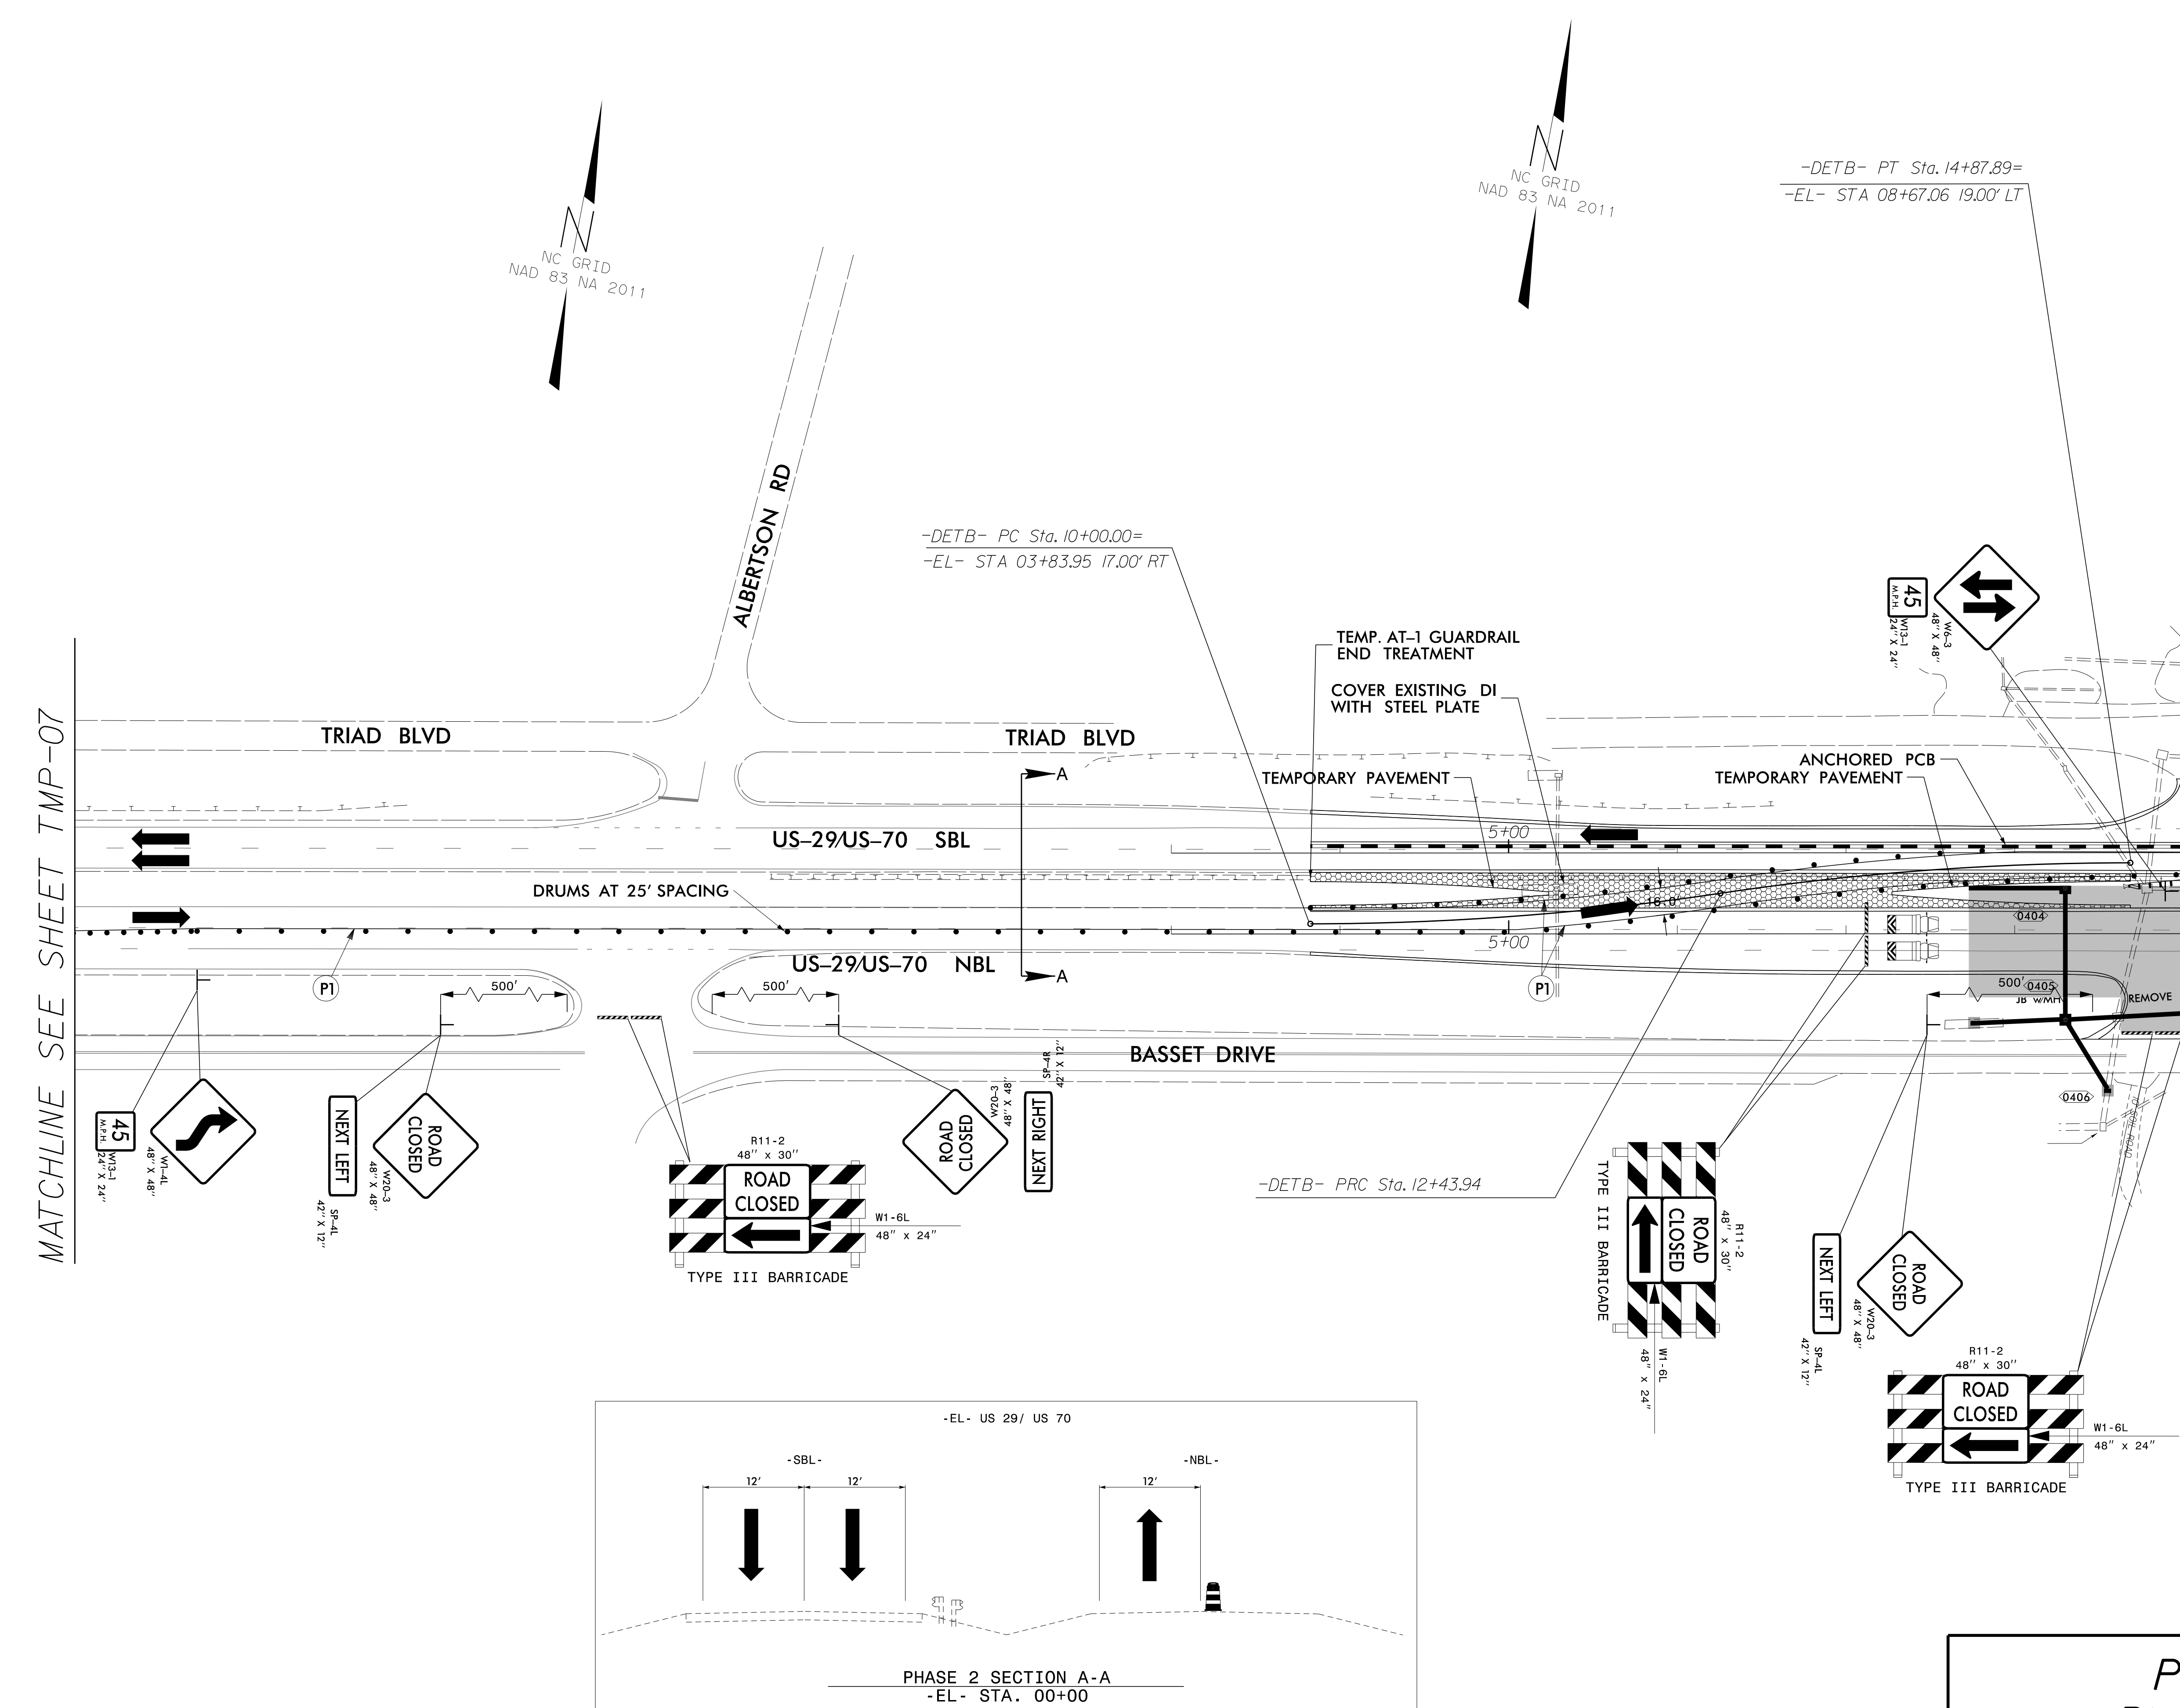 NC GRID
NAD 83 NA 2011
NC GRID
NAD 83 NA 2011
-DETB- PT Sta. 14+87.89=
-EL- STA 08+67.06 19.00' LT
ALBERTSON RD
-DETB- PC Sta. 10+00.00=
-EL- STA 03+83.95 17.00' RT
TEMP. AT-1 GUARDRAIL
END TREATMENT
COVER EXISTING DI
WITH STEEL PLATE
45
M.P.H.
W13-1
24" X 24"
W6-3
48" X 48"
MATCHLINE SEE SHEET TMP-07
TRIAD BLVD
TRIAD BLVD
TEMPORARY PAVEMENT
ANCHORED PCB
TEMPORARY PAVEMENT
A
US-29/US-70 SBL
5+00
DRUMS AT 25' SPACING
16.0'
0404
5+00
US-29/US-70 NBL
A
P1
500'
500'
P1
500'
0405
JB W/MH
REMOVE
BASSET DRIVE
0406
SOIL ROAD
45
M.P.H.
W13-1
24" X 24"
W1-4L
48" X 48"
NEXT LEFT
SP-4L
42" X 12"
ROAD
CLOSED
W20-3
48" X 48"
R11-2
48" x 30"
ROAD
CLOSED
W1-6L
48" x 24"
TYPE III BARRICADE
ROAD
CLOSED
W20-3
48" X 48"
NEXT RIGHT
SP-4R
42" X 12"
-DETB- PRC Sta. 12+43.94
TYPE III BARRICADE
ROAD
CLOSED
R11-2
48" x 30"
W1-6L
48" x 24"
NEXT LEFT
SP-4L
42" X 12"
ROAD
CLOSED
W20-3
48" X 48"
R11-2
48" x 30"
ROAD
CLOSED
W1-6L
48" x 24"
TYPE III BARRICADE
-EL- US 29/ US 70
-SBL-
-NBL-
12'
12'
12'
PHASE 2 SECTION A-A
-EL- STA. 00+00
P